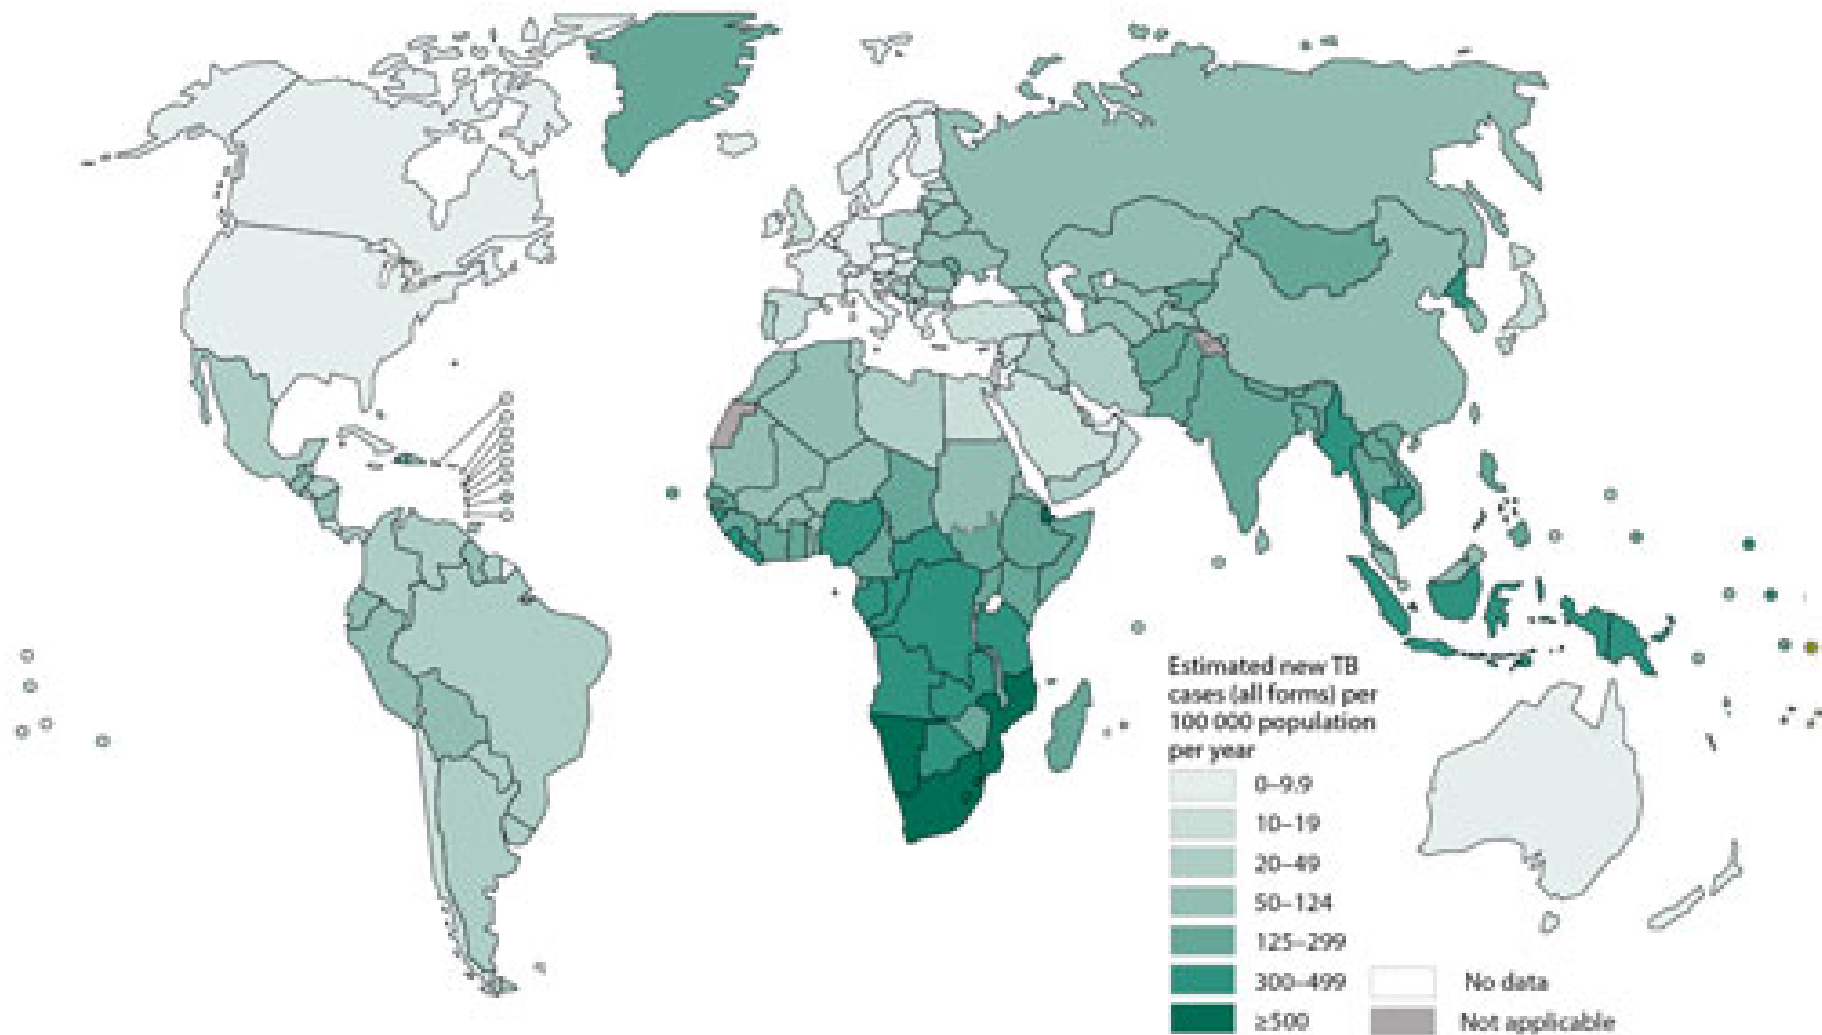 Estimated new TB
cases (all forms) per
100 000 population
per year
0–9.9
10–19
20–49
50–124
125–299
300–499
≥500
No data
Not applicable